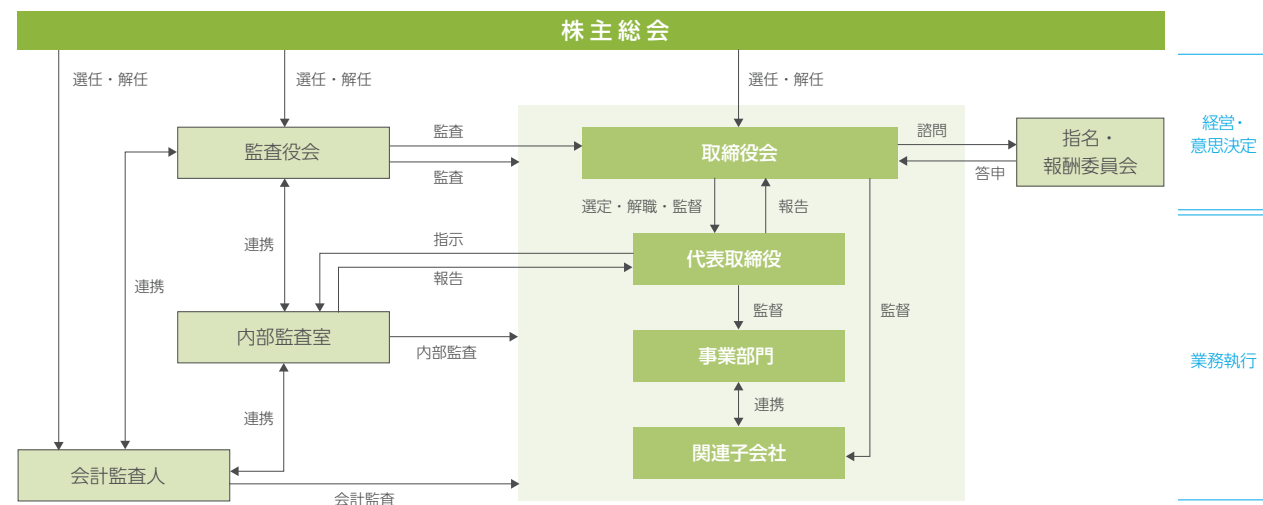 株主総会
選任・解任
選任・解任
選任・解任
監査役会
監査
監査
取締役会
諮問
答申
指名・
報酬委員会
経営・
意思決定
選定・解職・監督
報告
連携
指示
報告
代表取締役
連携
監督
監督
内部監査室
内部監査
事業部門
業務執行
連携
連携
関連子会社
会計監査人
会計監査